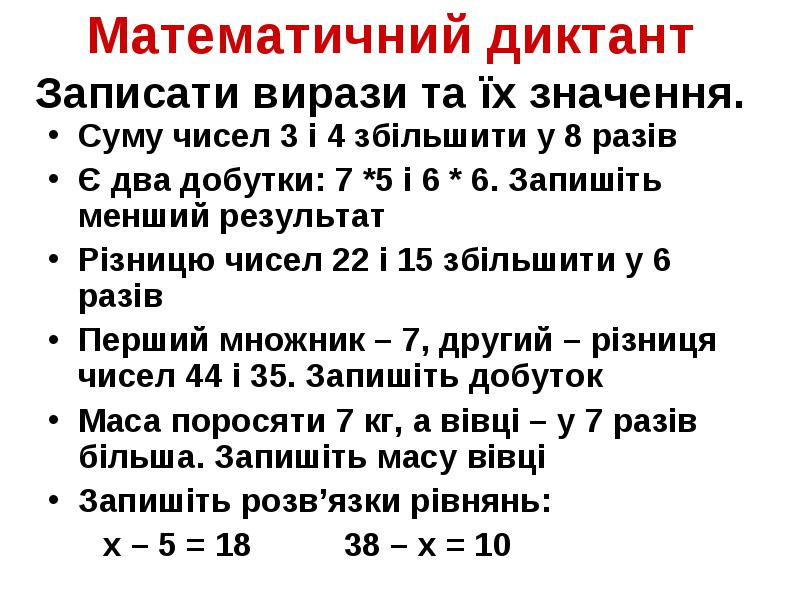 Математичний диктант
Записати вирази та їх значення.
• Суму чисел 3 і 4 збільшити у 8 разів
• Є два добутки: 7 *5 і 6 * 6. Запишіть
менший результат
• Різницю чисел 22 і 15 збільшити у 6
разів
• Перший множник – 7, другий – різниця
чисел 44 і 35. Запишіть добуток
• Маса поросяти 7 кг, а вівці – у 7 разів
більша. Запишіть масу вівці
• Запишіть розв’язки рівнянь:
х – 5 = 18 38 – х = 10